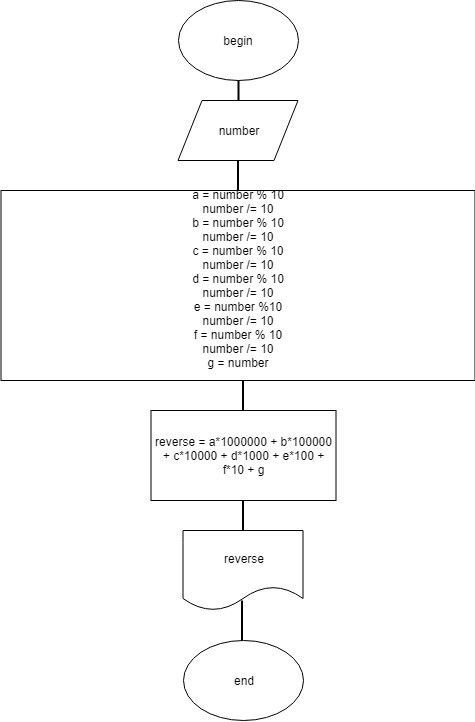 begin
number
a = number % 10
number /= 10
b = number % 10
number /= 10
c = number % 10
number /= 10
d = number % 10
number /= 10
e = number %10
number /= 10
f = number % 10
number /= 10
g = number
reverse = a*1000000 + b*100000
+ c*10000 + d*1000 + e*100 +
f*10 + g
reverse
end